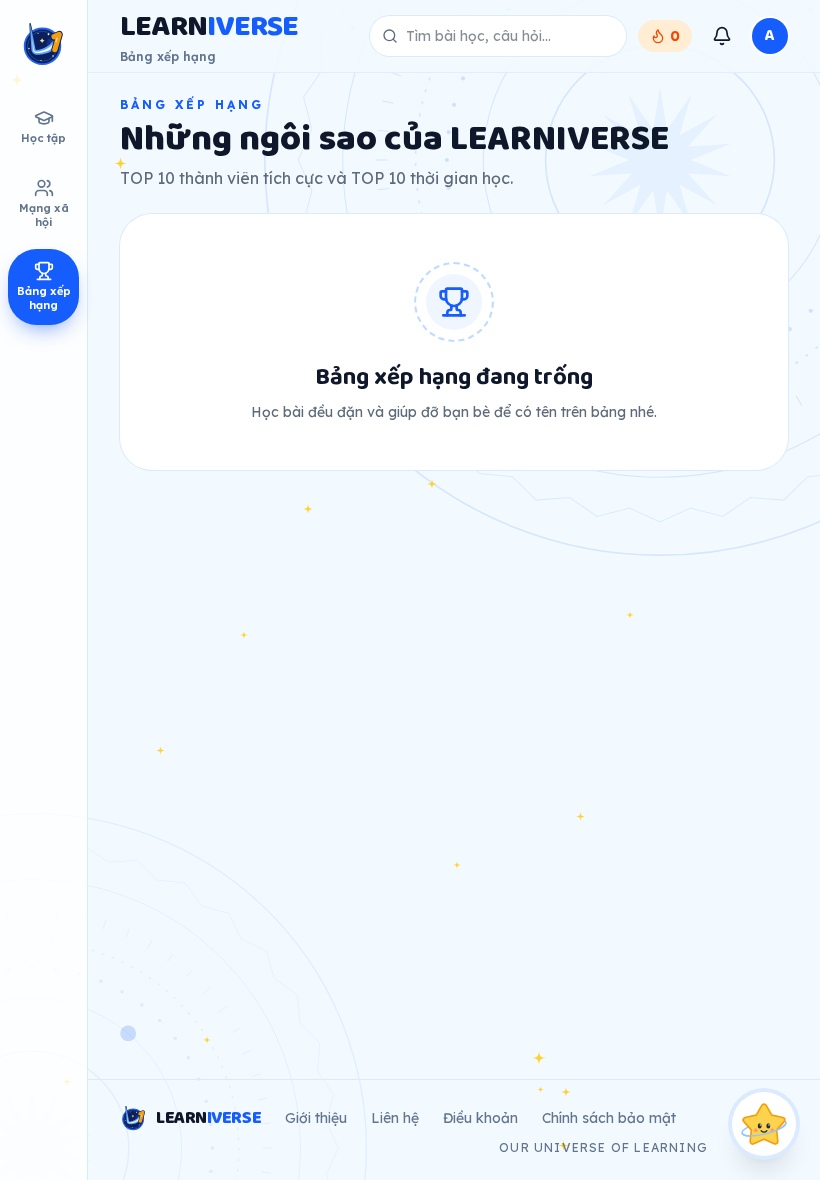 LEARNIVERSE
Bảng xếp hạng
Tìm bài học, câu hỏi...
0
A
Học tập
Mạng xã
hội
Bảng xếp
hạng
BẢNG XẾP HẠNG
Những ngôi sao của LEARNIVERSE
TOP 10 thành viên tích cực và TOP 10 thời gian học.
Bảng xếp hạng đang trống
Học bài đều đặn và giúp đỡ bạn bè để có tên trên bảng nhé.
LEARNIVERSE
Giới thiệu
Liên hệ
Điều khoản
Chính sách bảo mật
OUR UNIVERSE OF LEARNING